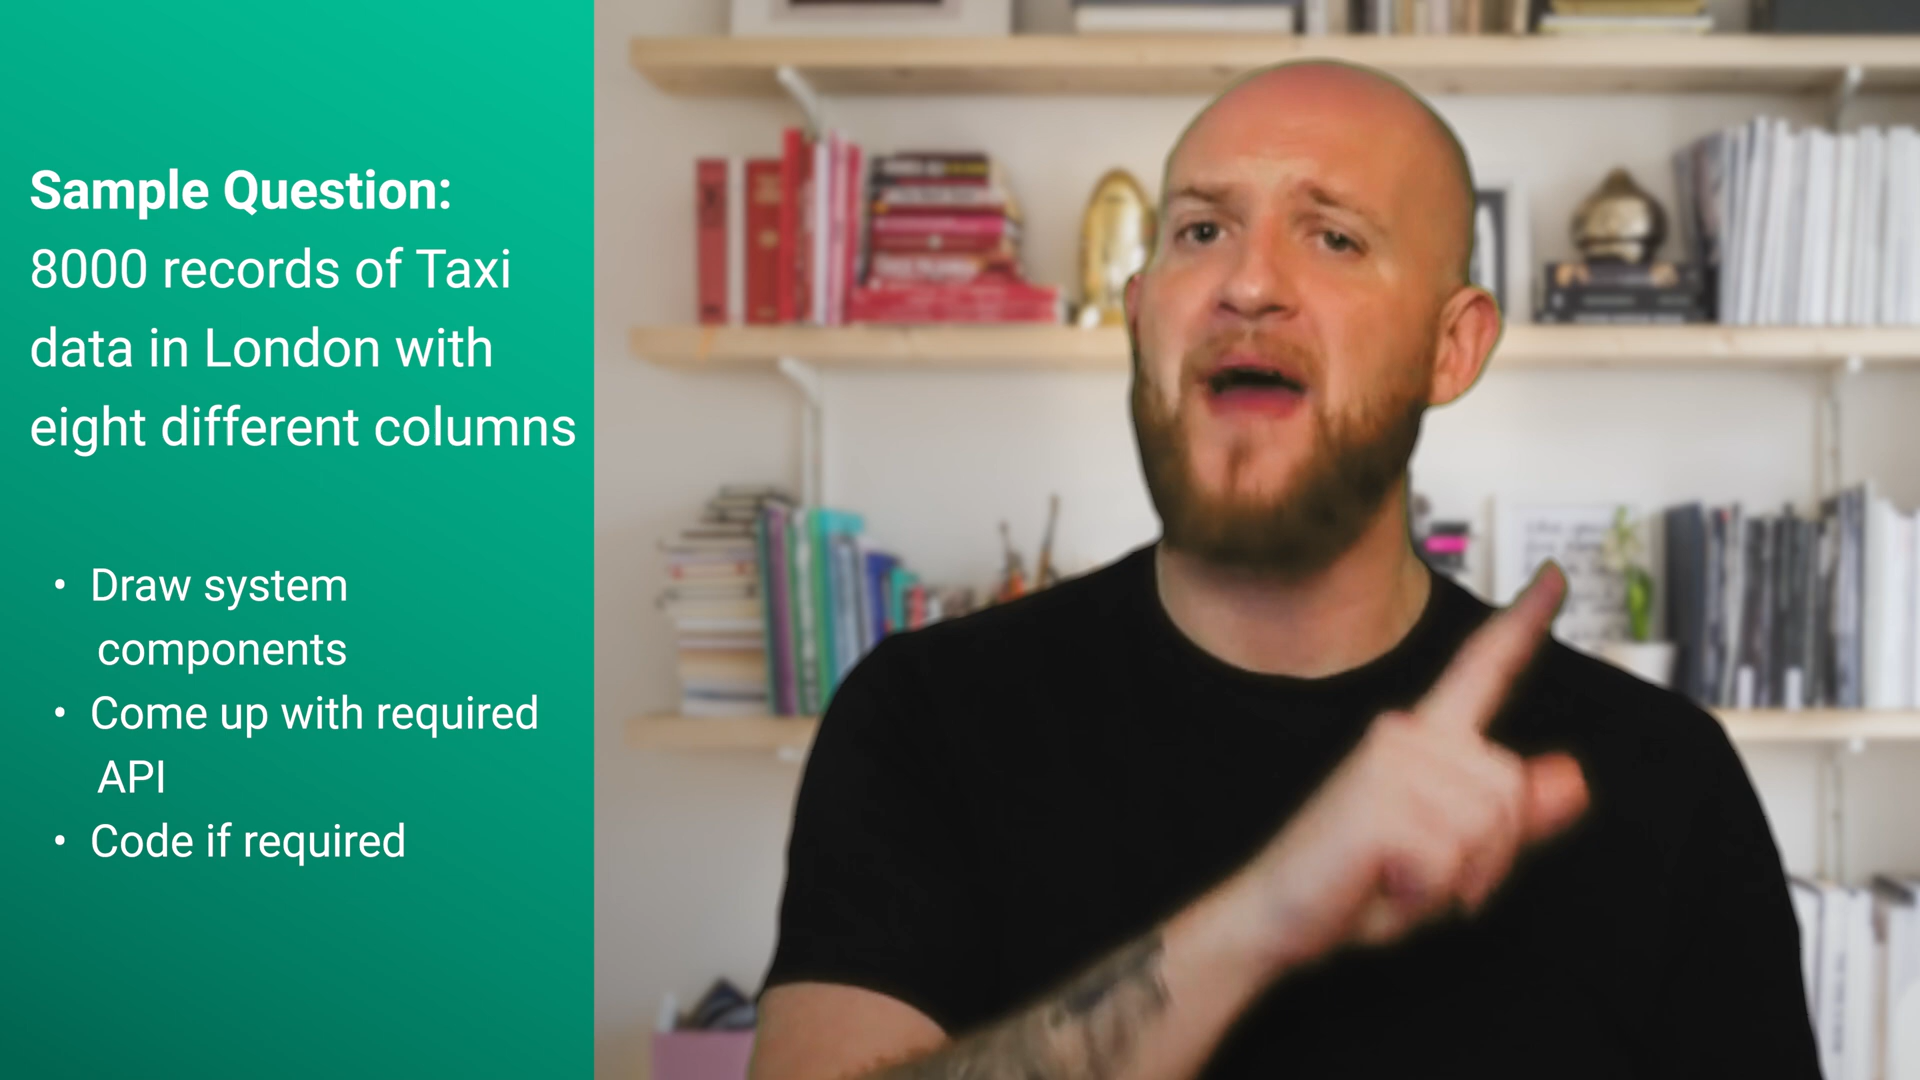 Sample Question:
8000 records of Taxi
data in London with
eight different columns
• Draw system
components
• Come up with required
API
• Code if required